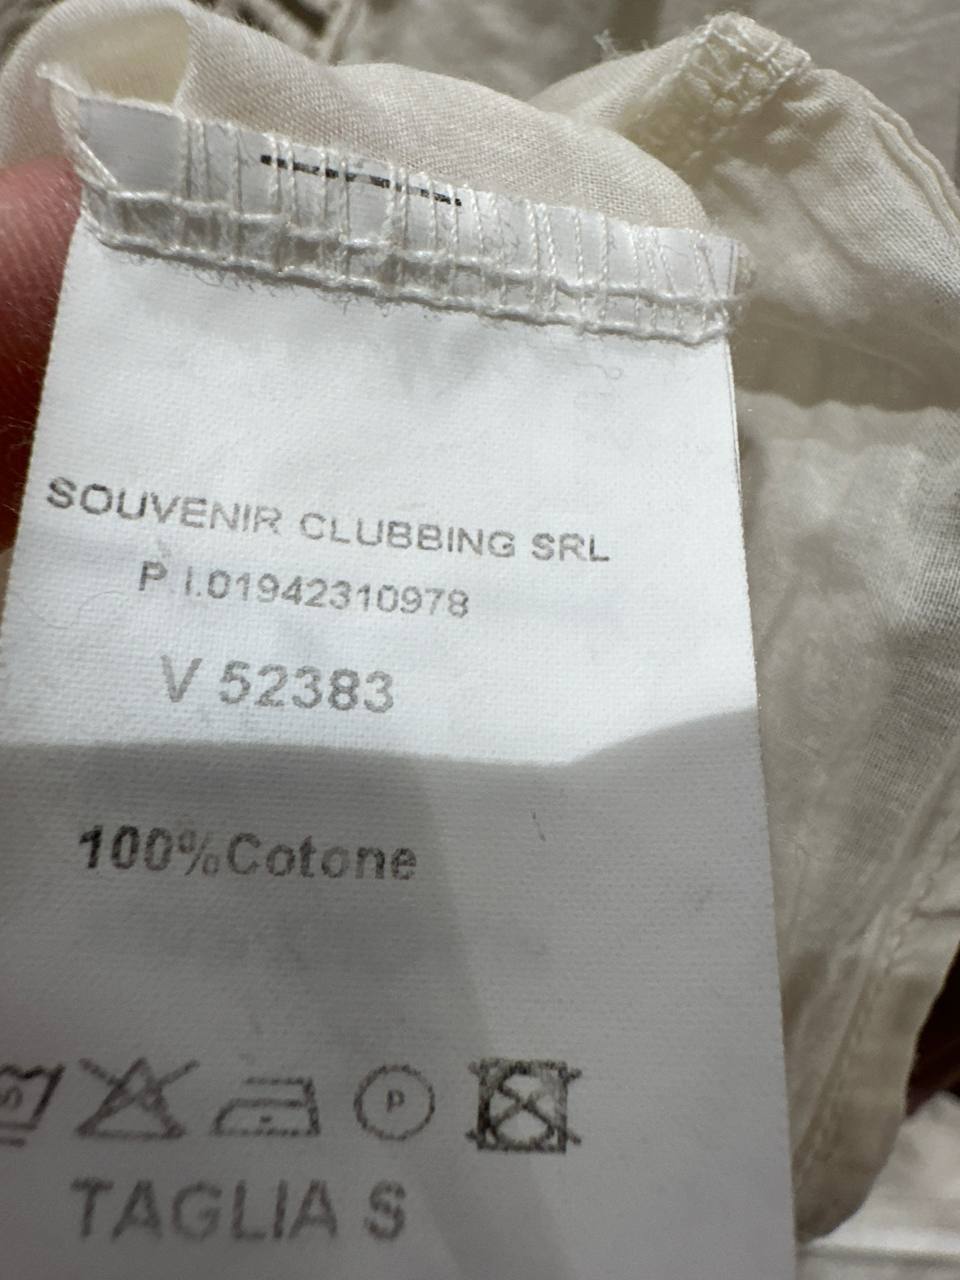 SOUVENIR CLUBBING SRL
P.I.01942310978
V 52383
100%Cotone
P
TAGLIA S